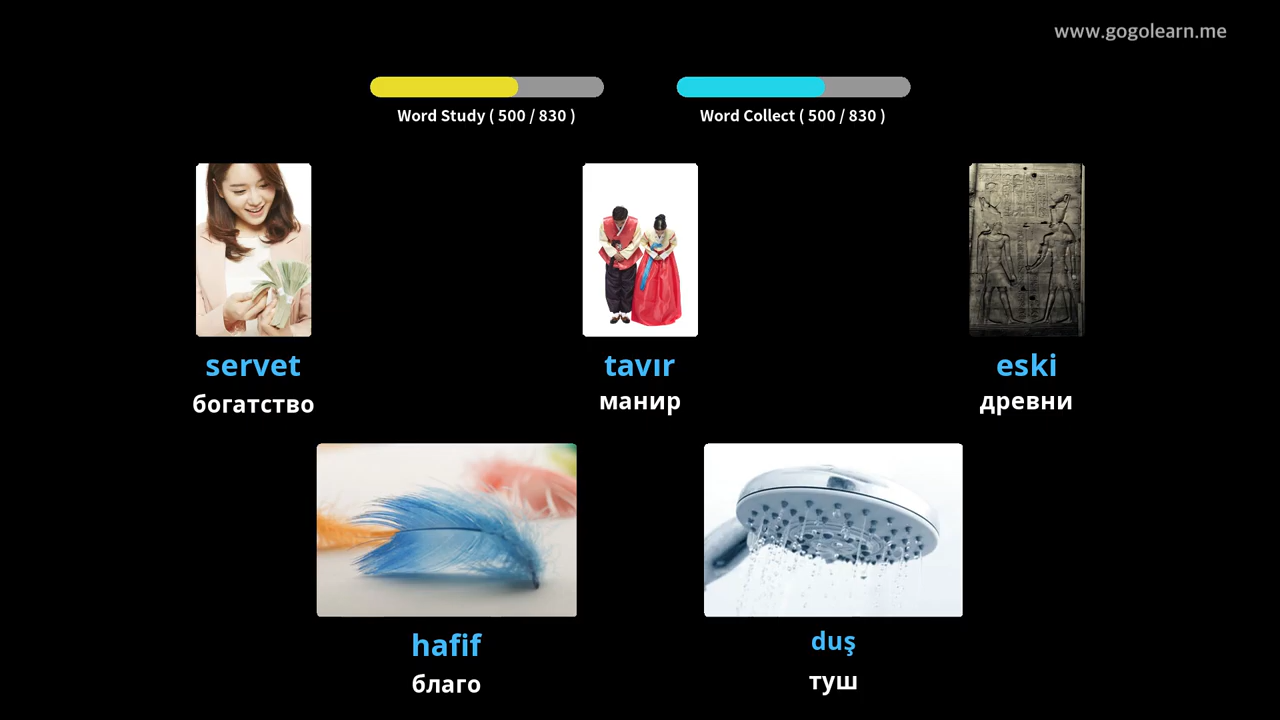 www.gogolearn.me
Word Study ( 500 / 830 )
Word Collect ( 500 / 830 )
servet
богатство
tavır
манир
eski
древни
hafif
благо
duş
туш